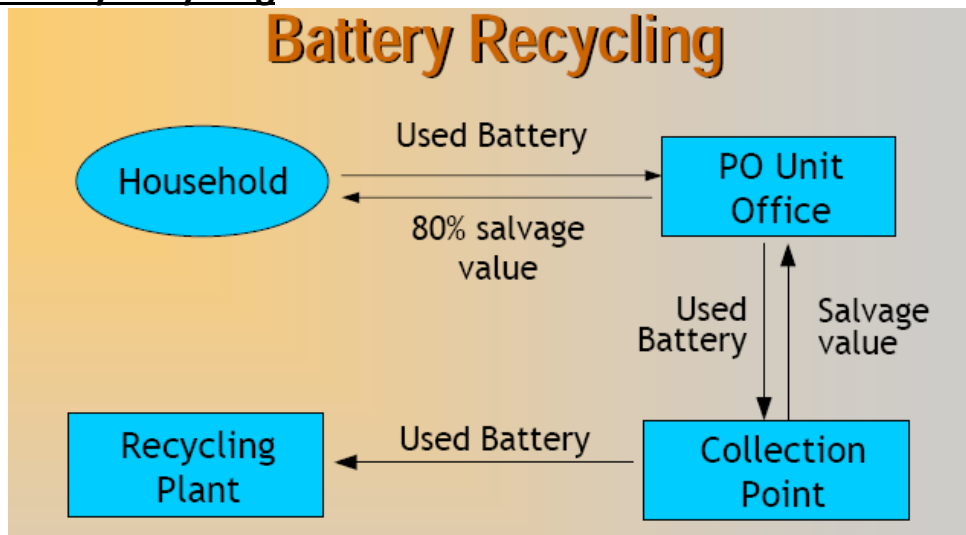 Battery Recycling
Used Battery
Household
PO Unit
Office
80% salvage
value
Used
Battery
Salvage
value
Recycling
Plant
Used Battery
Collection
Point